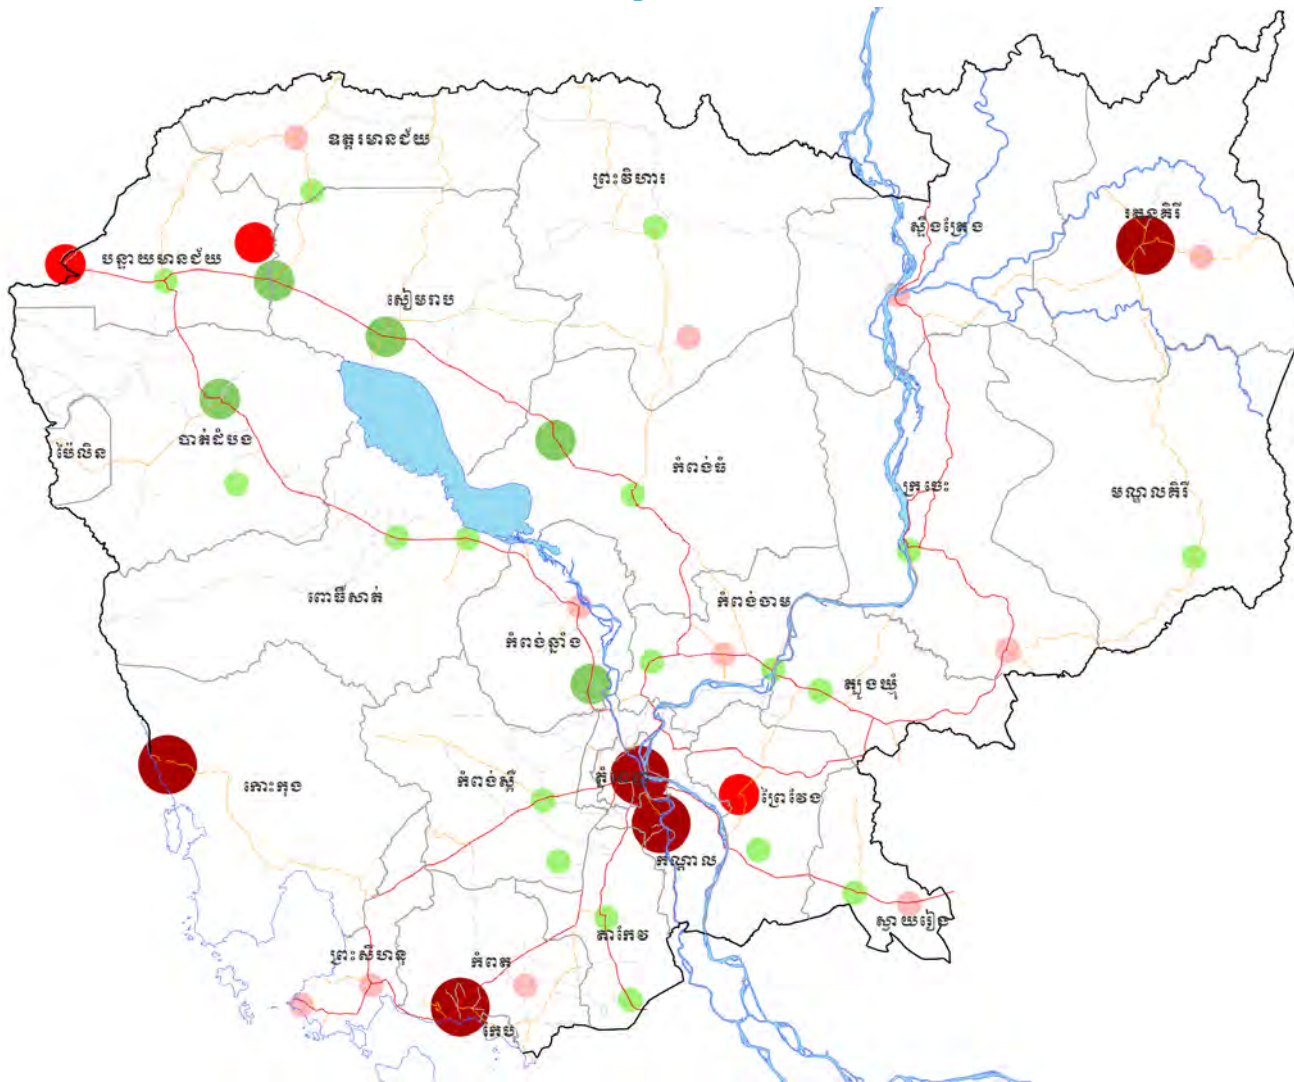 ឧត្តរមានជ័យ
ព្រះវិហារ
រតនគិរី
ស្ទឹងត្រែង
បន្ទាយមានជ័យ
សៀមរាប
បាត់ដំបង
ប៉ៃលិន
កំពង់ធំ
ក្រចេះ
មណ្ឌលគិរី
ពោធិ៍សាត់
កំពង់ចាម
កំពង់ឆ្នាំង
ត្បូងឃ្មុំ
កោះកុង
កំពង់ស្ពឺ
ព្រៃវែង
កណ្តាល
ស្វាយរៀង
តាកែវ
ព្រះសីហនុ
កំពត
កែប